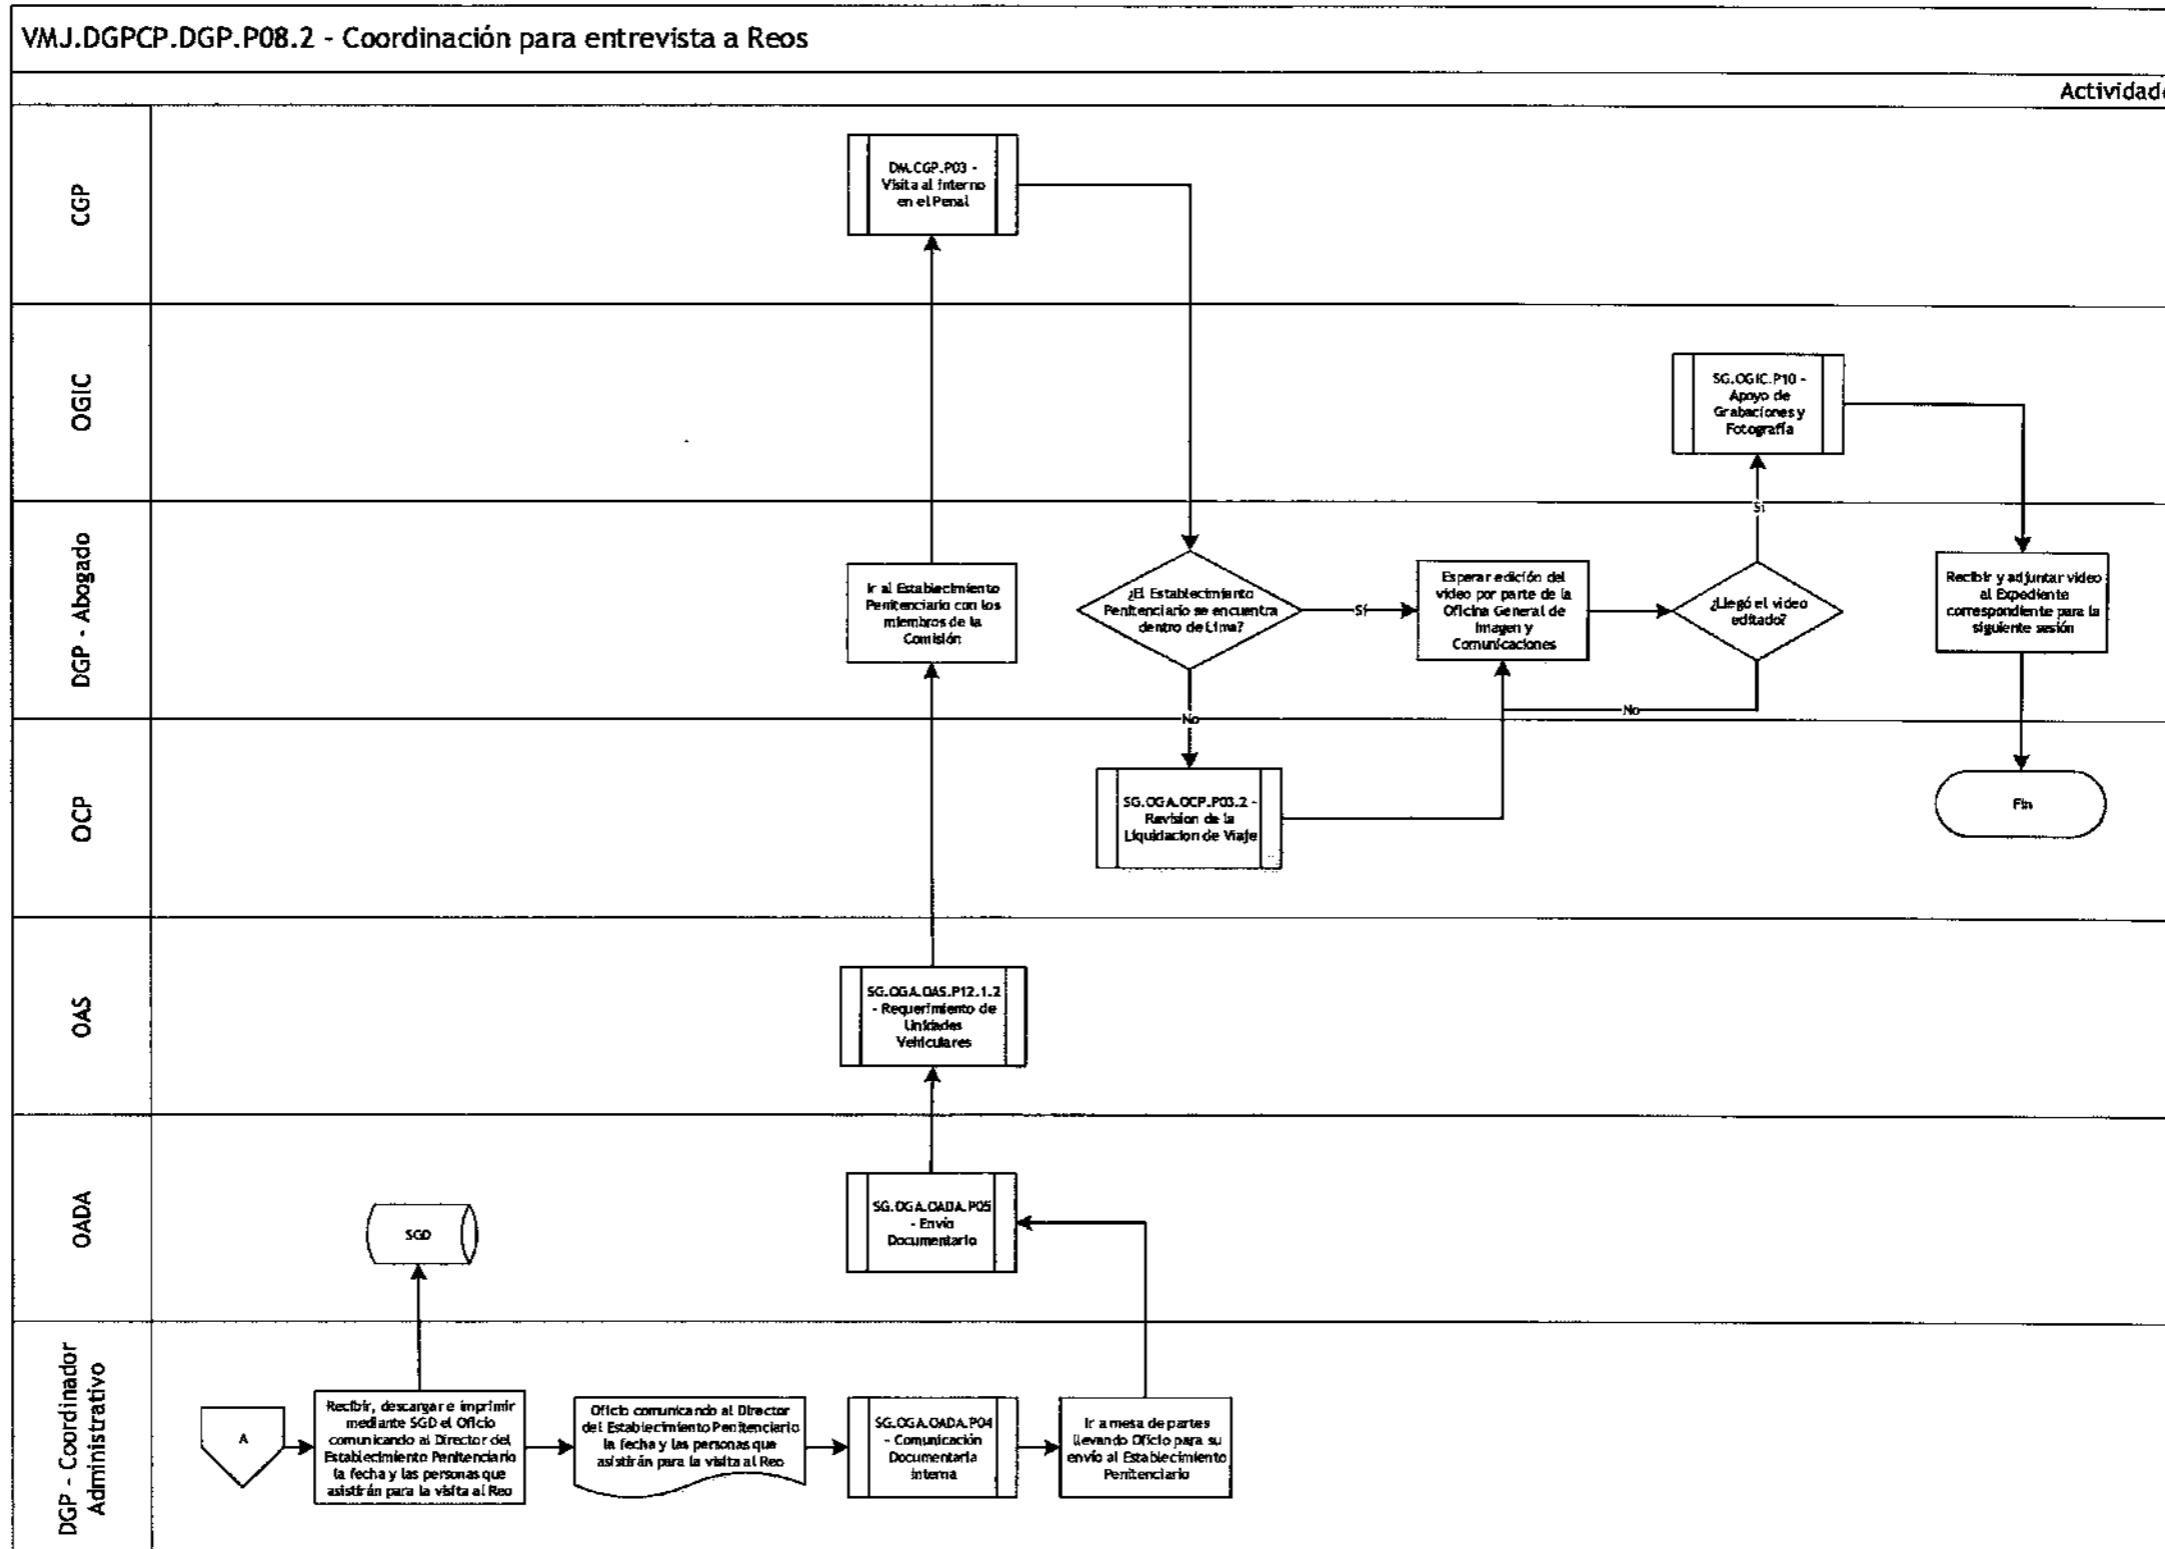 VMJ.DGPCP.DGP.P08.2 - Coordinación para entrevista a Reos
Actividade
CGP
DM.CGP.P03 -
Visita al Interno
en el Penal
OGIC
SG.OGIC.P10 -
Apoyo de
Grabaciones y
Fotografía
Sí
DGP - Abogado
Ir al Establecimiento
Penitenciario con los
miembros de la
Comisión
¿El Establecimiento
Penitenciario se encuentra
dentro de Lima?
Sí
Esperar edición del
video por parte de la
Oficina General de
Imagen y
Comunicaciones
¿Llegó el video
editado?
Recibir y adjuntar video
al Expediente
correspondiente para la
siguiente sesión
No
No
OCP
SG.OGA.OCP.P03.2 -
Revision de la
Liquidacion de Viaje
Fin
OAS
SG.OGA.OAS.P12.1.2
- Requerimiento de
Unidades
Vehiculares
OADA
SGD
SG.OGA.OADA.P05
- Envío
Documentario
DGP - Coordinador
Administrativo
A
Recibir, descargar e imprimir
mediante SGD el Oficio
comunicando al Director del
Establecimiento Penitenciario
la fecha y las personas que
asistirán para la visita al Reo
Oficio comunicando al Director
del Establecimiento Penitenciario
la fecha y las personas que
asistirán para la visita al Reo
SG.OGA.OADA.P04
- Comunicación
Documentaria
Interna
Ir a mesa de partes
llevando Oficio para su
envío al Establecimiento
Penitenciario